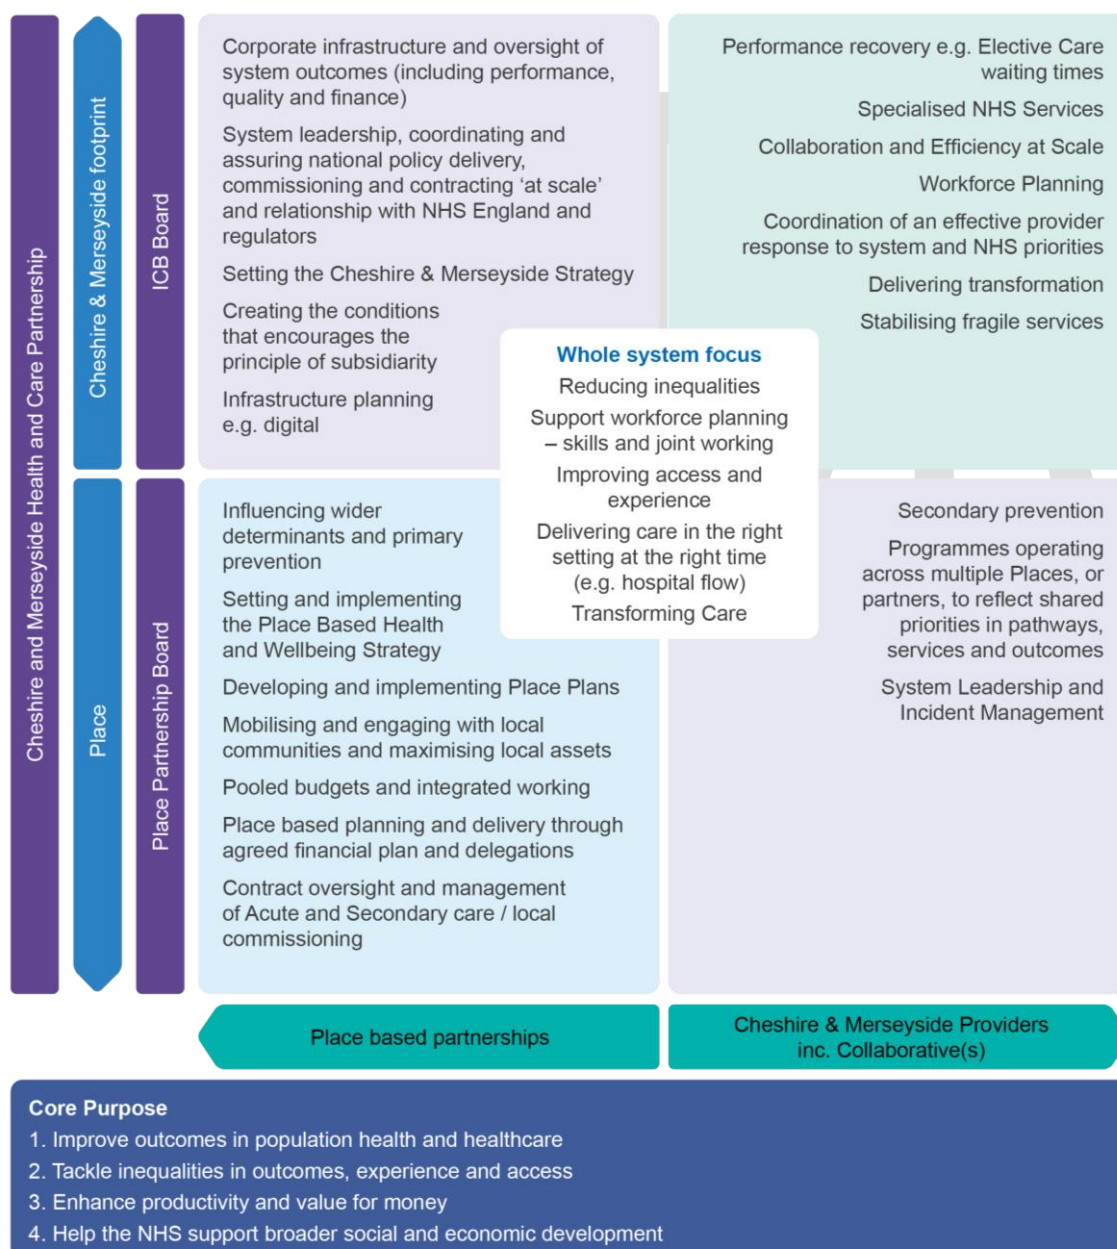 Cheshire and Merseyside Health and Care Partnership
Cheshire & Merseyside footprint
ICB Board
Corporate infrastructure and oversight of
system outcomes (including performance,
quality and finance)
System leadership, coordinating and
assuring national policy delivery,
commissioning and contracting ‘at scale’
and relationship with NHS England and
regulators
Setting the Cheshire & Merseyside Strategy
Creating the conditions
that encourages the
principle of subsidiarity
Infrastructure planning
e.g. digital
Performance recovery e.g. Elective Care
waiting times
Specialised NHS Services
Collaboration and Efficiency at Scale
Workforce Planning
Coordination of an effective provider
response to system and NHS priorities
Delivering transformation
Stabilising fragile services
Whole system focus
Reducing inequalities
Support workforce planning
– skills and joint working
Improving access and
experience
Delivering care in the right
setting at the right time
(e.g. hospital flow)
Transforming Care
Place
Place Partnership Board
Influencing wider
determinants and primary
prevention
Setting and implementing
the Place Based Health
and Wellbeing Strategy
Developing and implementing Place Plans
Mobilising and engaging with local
communities and maximising local assets
Pooled budgets and integrated working
Place based planning and delivery through
agreed financial plan and delegations
Contract oversight and management
of Acute and Secondary care / local
commissioning
Secondary prevention
Programmes operating
across multiple Places, or
partners, to reflect shared
priorities in pathways,
services and outcomes
System Leadership and
Incident Management
Place based partnerships
Cheshire & Merseyside Providers
inc. Collaborative(s)
Core Purpose
1. Improve outcomes in population health and healthcare
2. Tackle inequalities in outcomes, experience and access
3. Enhance productivity and value for money
4. Help the NHS support broader social and economic development